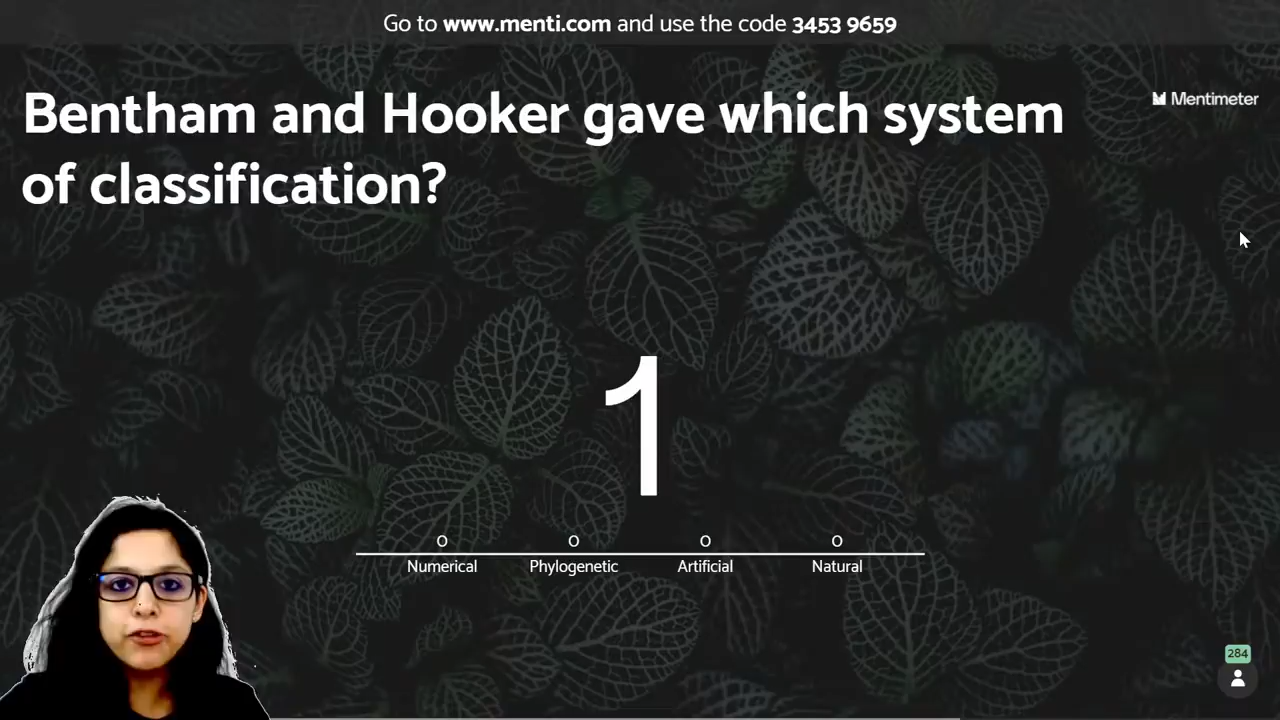 Go to www.menti.com and use the code 3453 9659
Mentimeter
Bentham and Hooker gave which system
of classification?
1
0 0 0 0
Numerical Phylogenetic Artificial Natural
284